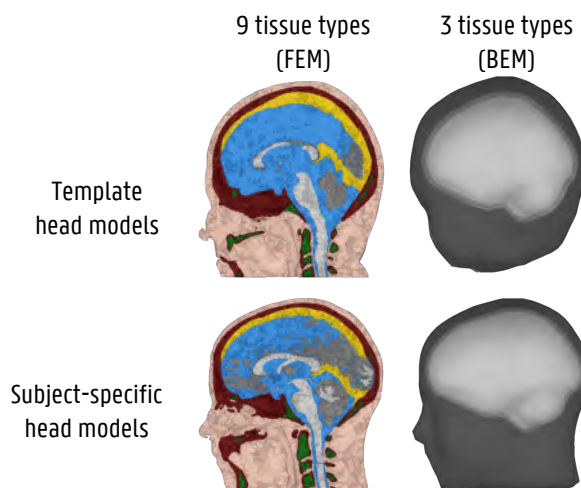 9 tissue types
(FEM)
3 tissue types
(BEM)
Template
head models
Subject-specific
head models